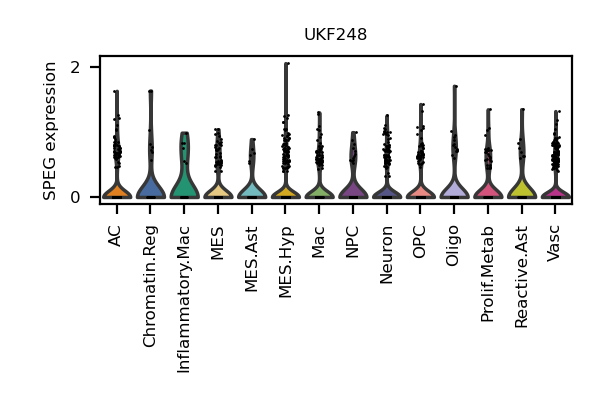 UKF248
SPEG expression
2
0
AC
Chromatin.Reg
Inflammatory.Mac
MES
MES.Ast
MES.Hyp
Mac
NPC
Neuron
OPC
Oligo
Prolif.Metab
Reactive.Ast
Vasc